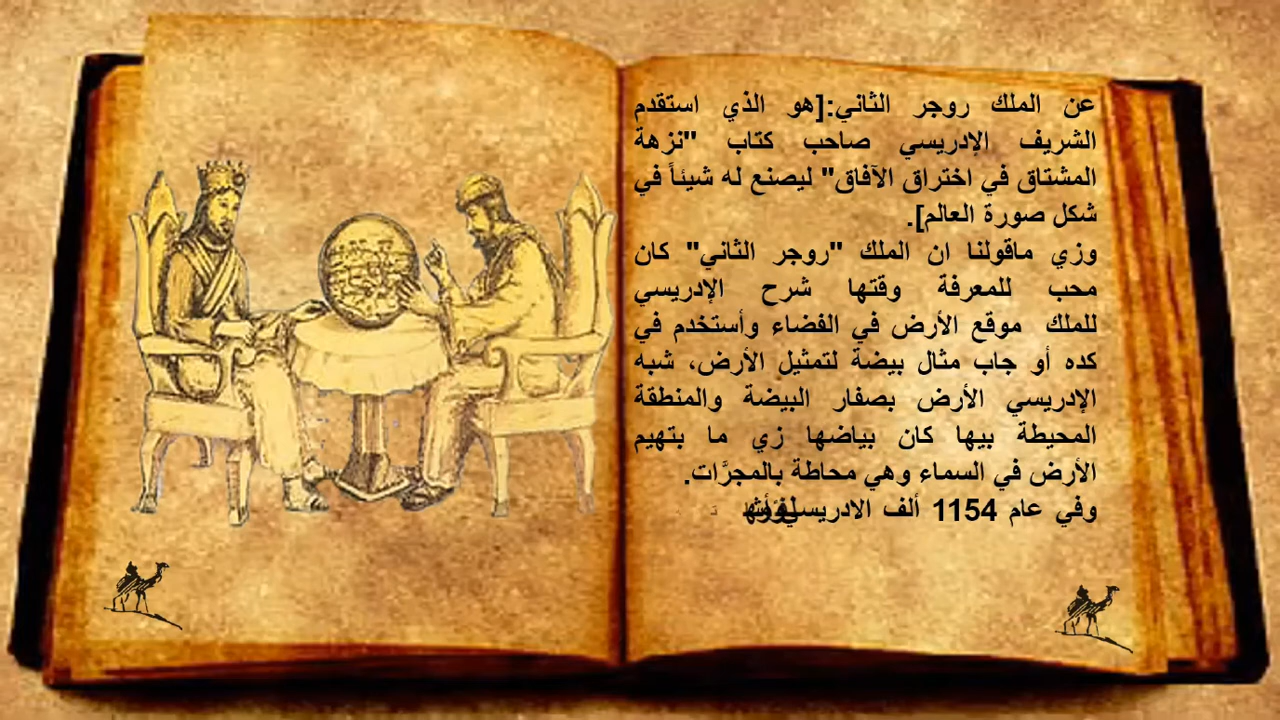 عن الملك روجر الثاني:[هو الذي استقدم
الشريف الإدريسي صاحب كتاب "نزهة
المشتاق في اختراق الآفاق" ليصنع له شيئاً في
شكل صورة العالم].
وزي ماقولنا ان الملك "روجر الثاني" كان
محب للمعرفة وقتها شرح الإدريسي
للملك موقع الأرض في الفضاء وأستخدم في
كده أو جاب مثال بيضة لتمثيل الأرض، شبه
الإدريسي الأرض بصفار البيضة والمنطقة
المحيطة بيها كان بياضها زي ما بتهيم
الأرض في السماء وهي محاطة بالمجرَّات.
وفي عام 1154 ألف الادريسي